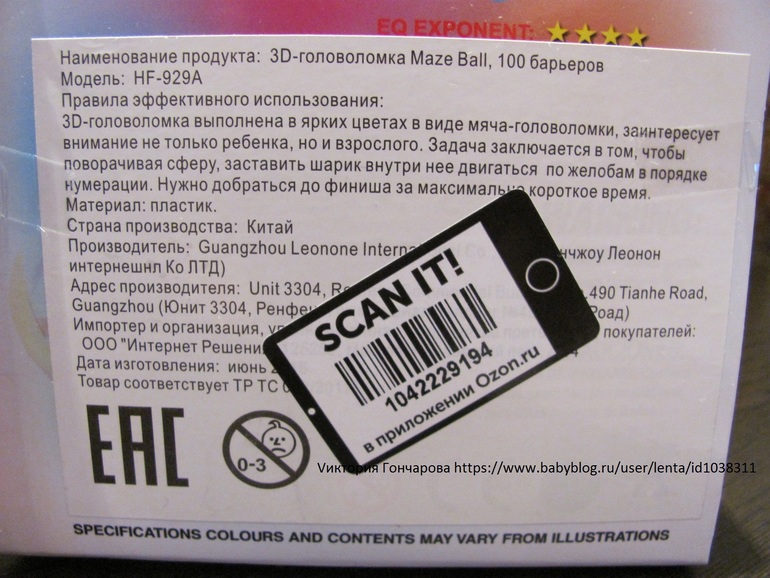 EQ EXPONENT:
Наименование продукта: 3D-головоломка Maze Ball, 100 барьеров
Модель: HF-929A
Правила эффективного использования:
3D-головоломка выполнена в ярких цветах в виде мяча-головоломки, заинтересует
внимание не только ребенка, но и взрослого. Задача заключается в том, чтобы
поворачивая сферу, заставить шарик внутри нее двигаться по желобам в порядке
нумерации. Нужно добраться до финиша за максимально короткое время.
Материал: пластик.
Страна производства: Китай
Производитель: Guangzhou Leonone
интернешнл Ко ЛТД)
Адрес производителя: Unit 3304, 490 Tianhe Road,
Guangzhou (Юнит 3304,
Импортер и организация, покупателей:
ООО "Интернет
Дата изготовления: июнь
Товар соответствует ТР ТС
SCAN IT!
1042229194
в приложении Ozon.ru
EAC
0-3
Виктория Гончарова https://www.babyblog.ru/user/lenta/id1038311
SPECIFICATIONS COLOURS AND CONTENTS MAY VARY FROM ILLUSTRATIONS